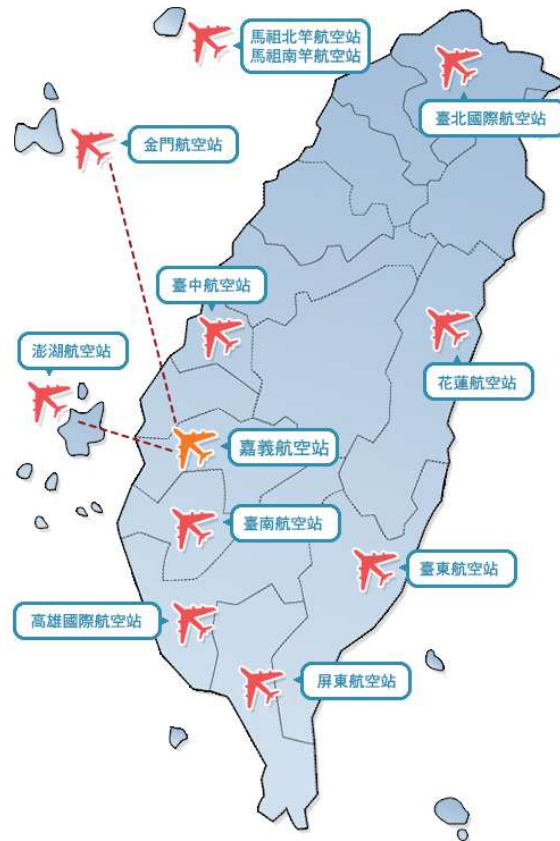 馬祖北竿航空站
馬祖南竿航空站
臺北國際航空站
金門航空站
臺中航空站
澎湖航空站
花蓮航空站
嘉義航空站
臺南航空站
臺東航空站
高雄國際航空站
屏東航空站